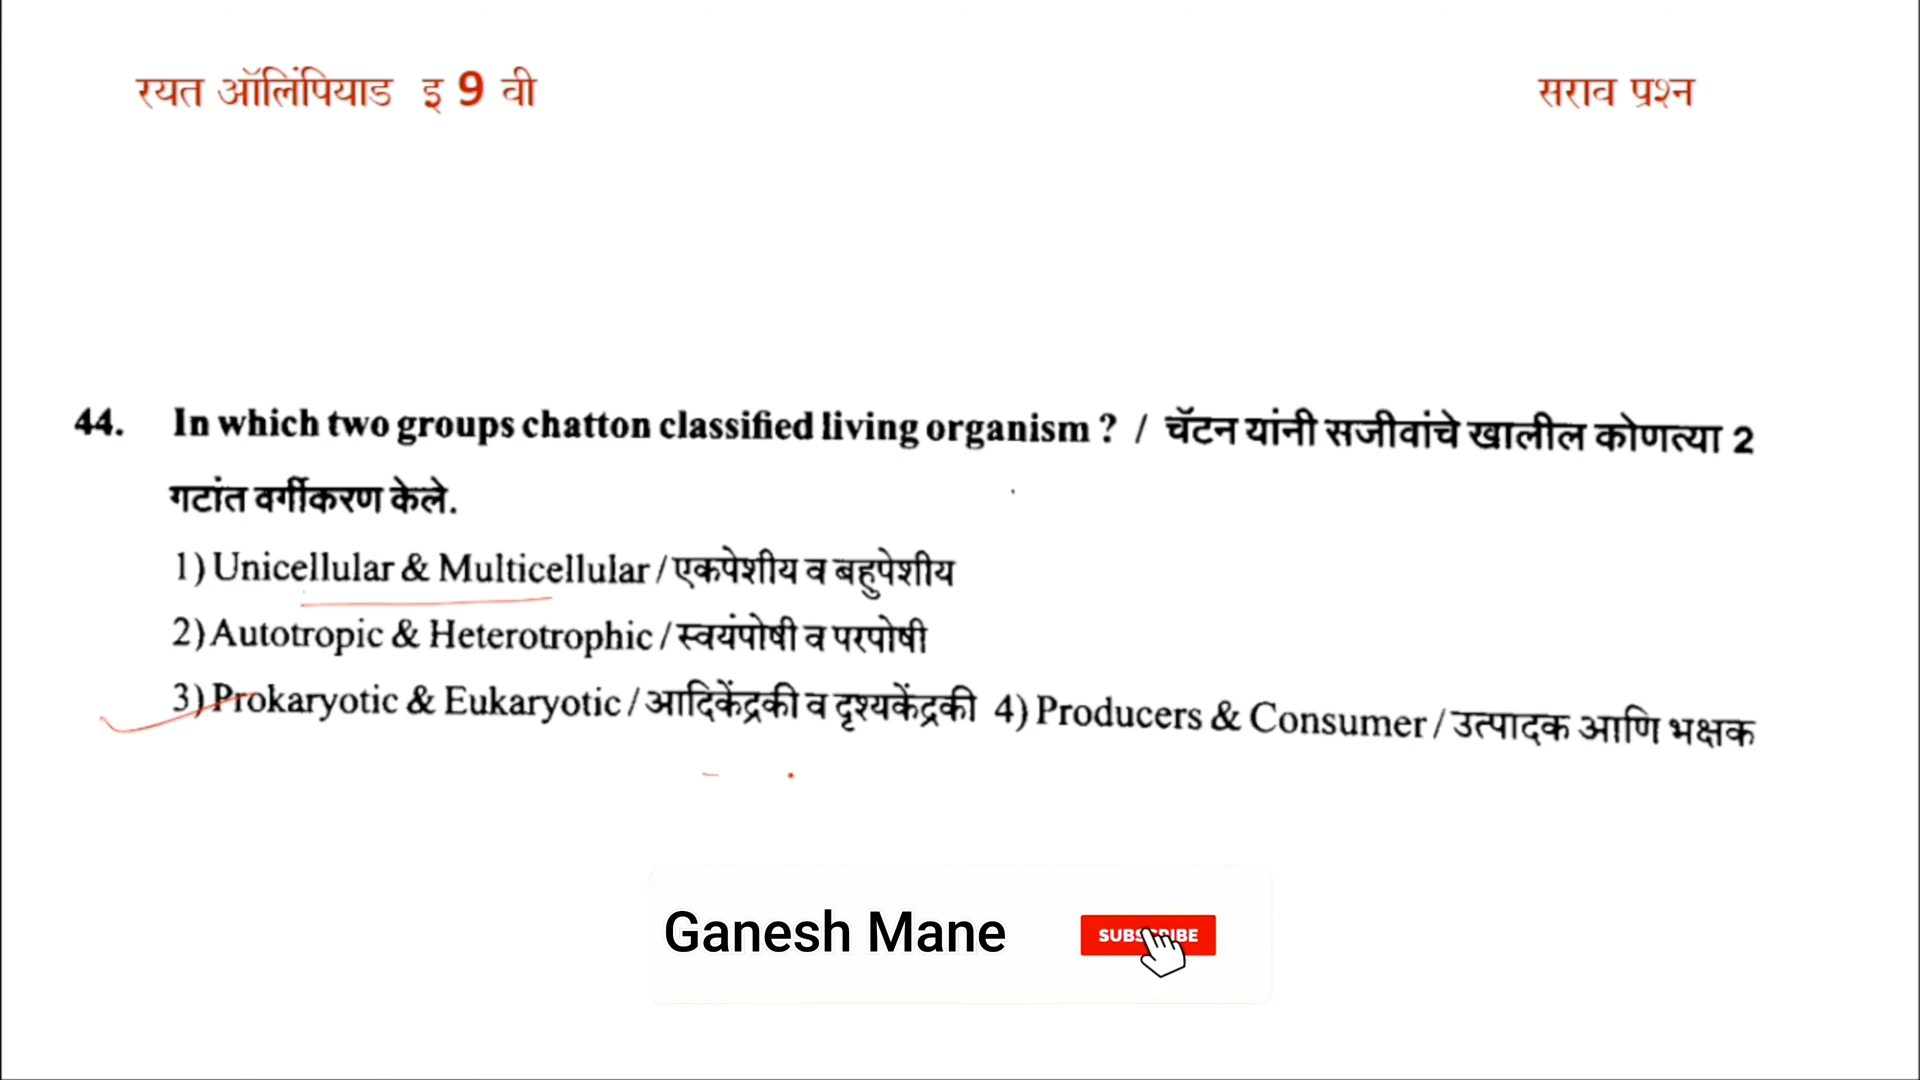 रयत ऑलिंपियाड इ 9 वी
सराव प्रश्न
44. In which two groups chatton classified living organism ? / चॅटन यांनी सजीवांचे खालील कोणत्या 2
गटांत वर्गीकरण केले.
1) Unicellular & Multicellular / एकपेशीय व बहुपेशीय
2) Autotropic & Heterotrophic / स्वयंपोषी व परपोषी
3) Prokaryotic & Eukaryotic / आदिकेंद्रकी व दृश्यकेंद्रकी 4) Producers & Consumer / उत्पादक आणि भक्षक
Ganesh Mane
SUBSCRIBE